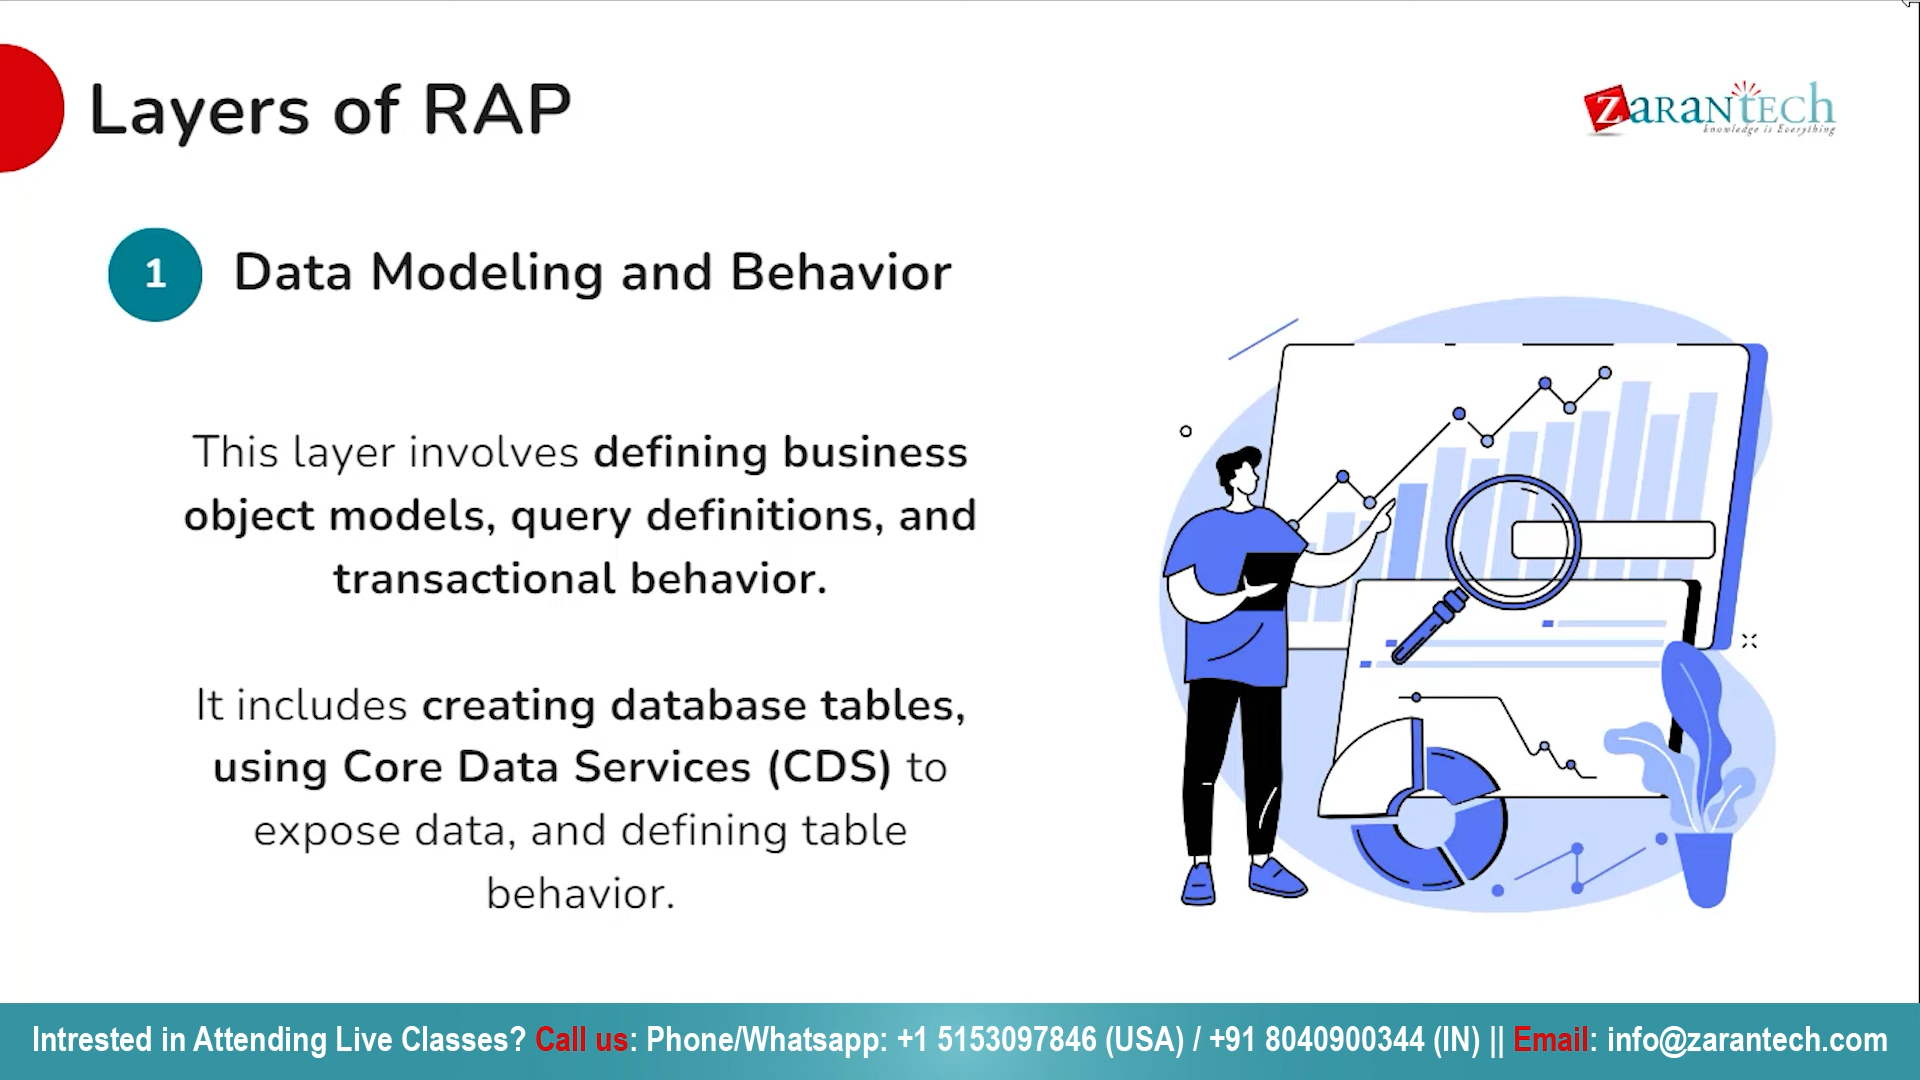 Layers of RAP
ZARANTECH
knowledge is Everything
1
Data Modeling and Behavior
This layer involves defining business
object models, query definitions, and
transactional behavior.
It includes creating database tables,
using Core Data Services (CDS) to
expose data, and defining table
behavior.
Intrested in Attending Live Classes? Call us: Phone/Whatsapp: +1 5153097846 (USA) / +91 8040900344 (IN) || Email: info@zarantech.com